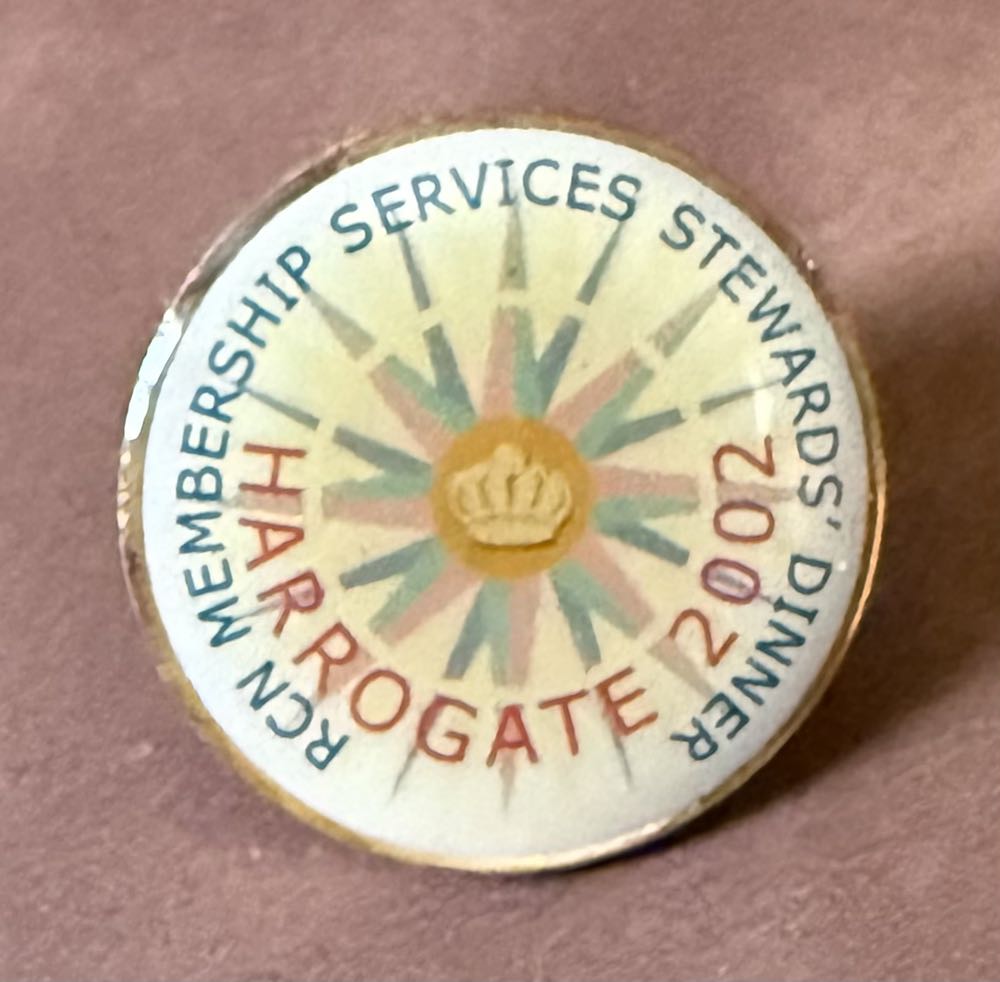 RCN MEMBERSHIP SERVICES STEWARDS' DINNER
HARROGATE 2002